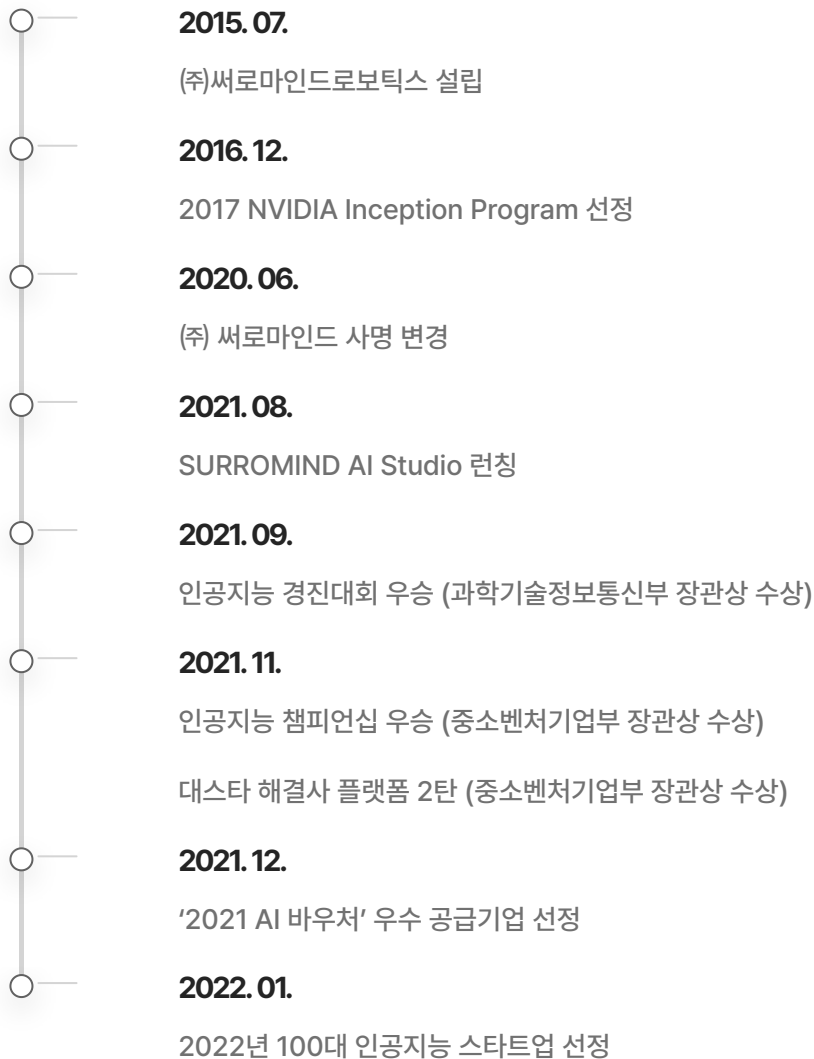 2015. 07.
㈜써로마인드로보틱스 설립
2016. 12.
2017 NVIDIA Inception Program 선정
2020. 06.
㈜ 써로마인드 사명 변경
2021. 08.
SURROMIND AI Studio 런칭
2021. 09.
인공지능 경진대회 우승 (과학기술정보통신부 장관상 수상)
2021. 11.
인공지능 챔피언십 우승 (중소벤처기업부 장관상 수상)
대스타 해결사 플랫폼 2탄 (중소벤처기업부 장관상 수상)
2021. 12.
‘2021 AI 바우처’ 우수 공급기업 선정
2022. 01.
2022년 100대 인공지능 스타트업 선정